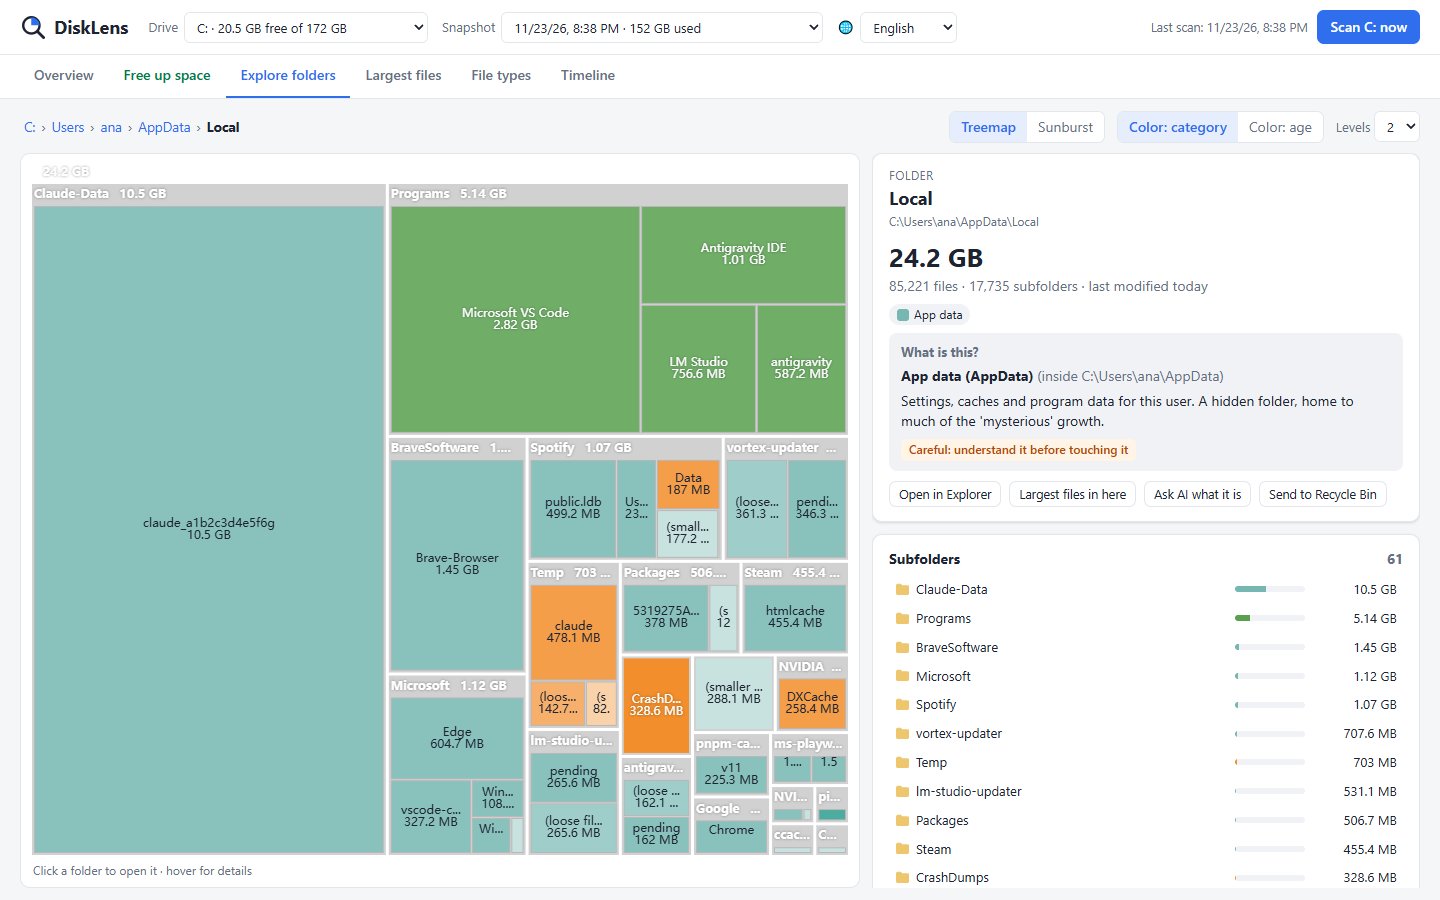 DiskLens Drive C: · 20.5 GB free of 172 GB Snapshot 11/23/26, 8:38 PM · 152 GB used English Last scan: 11/23/26, 8:38 PM Scan C: now
Overview Free up space Explore folders Largest files File types Timeline
C: › Users › ana › AppData › Local Treemap Sunburst Color: category Color: age Levels 2
24.2 GB
Claude-Data 10.5 GB
claude_a1b2c3d4e5f6g
10.5 GB
Programs 5.14 GB
Microsoft VS Code
2.82 GB
Antigravity IDE
1.01 GB
LM Studio
756.6 MB
antigravity
587.2 MB
BraveSoftware 1....
Brave-Browser
1.45 GB
Microsoft 1.12 GB
Edge
604.7 MB
vscode-c...
327.2 MB
Win...
108....
Wi...
Spotify 1.07 GB
public.ldb
499.2 MB
Us...
23...
Data
187 MB
(small...
177.2 ...
vortex-updater ...
(loose...
361.3 ...
pendi...
346.3 ...
Temp 703 ...
claude
478.1 MB
(loos...
142.7...
(s
82.
Packages 506....
5319275A...
378 MB
(s
12
Steam 455.4 ...
htmlcache
455.4 MB
CrashD...
328.6 MB
(smaller ...
288.1 MB
NVIDIA ...
DXCache
258.4 MB
lm-studio-u...
pending
265.6 MB
(loose fil...
265.6 MB
antigrav...
(loose ...
162.1 ...
pending
162 MB
pnpm-ca...
v11
225.3 MB
ms-playw...
1....
1.5
Google ...
Chrome
NVI...
pi...
ccac...
C...
Click a folder to open it · hover for details
FOLDER
Local
C:\Users\ana\AppData\Local
24.2 GB
85,221 files · 17,735 subfolders · last modified today
App data
What is this?
App data (AppData) (inside C:\Users\ana\AppData)
Settings, caches and program data for this user. A hidden folder, home to
much of the 'mysterious' growth.
Careful: understand it before touching it
Open in Explorer Largest files in here Ask AI what it is Send to Recycle Bin
Subfolders 61
Claude-Data 10.5 GB
Programs 5.14 GB
BraveSoftware 1.45 GB
Microsoft 1.12 GB
Spotify 1.07 GB
vortex-updater 707.6 MB
Temp 703 MB
lm-studio-updater 531.1 MB
Packages 506.7 MB
Steam 455.4 MB
CrashDumps 328.6 MB